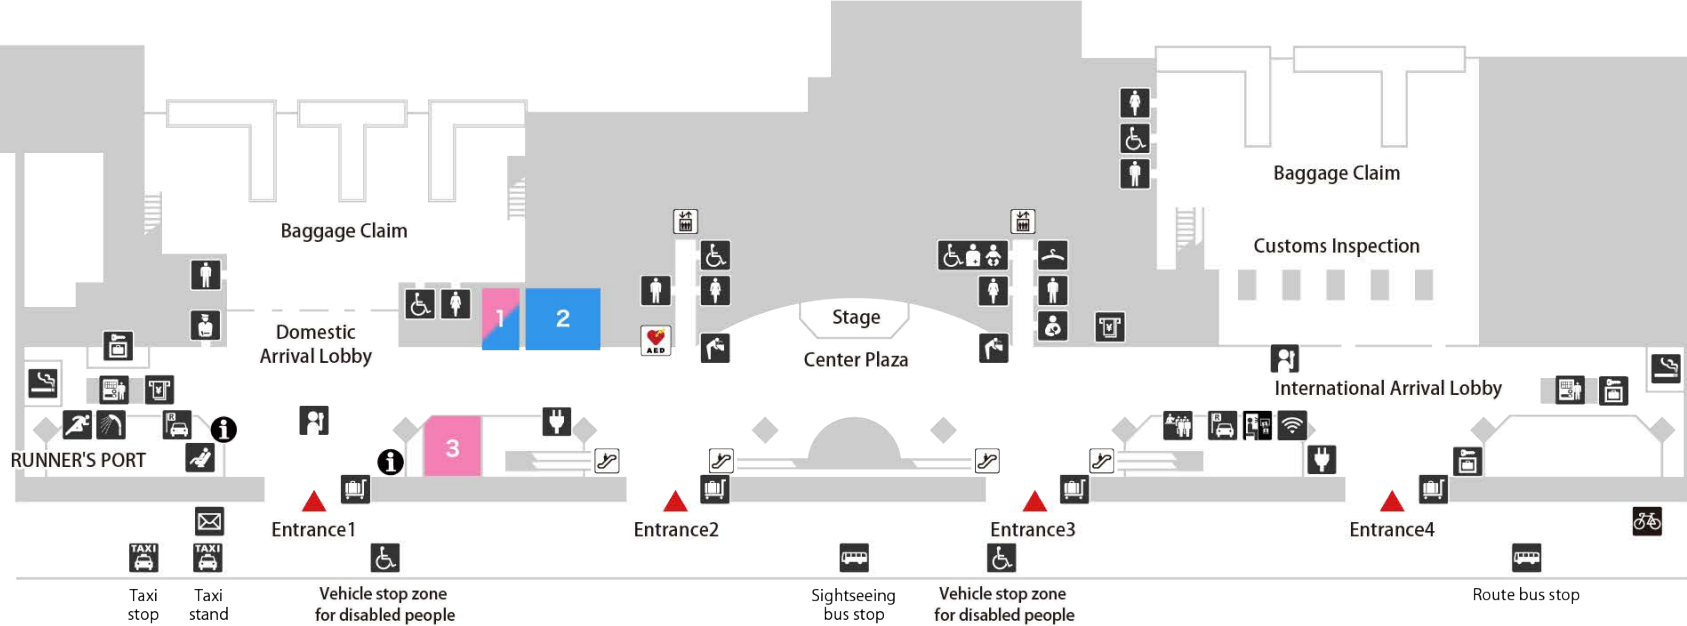 Baggage Claim
Customs Inspection
Baggage Claim
1
2
AED
Domestic
Arrival Lobby
Stage
Center Plaza
International Arrival Lobby
R
i
R
3
i
RUNNER'S PORT
Entrance1
Entrance2
Entrance3
Entrance4
TAXI
TAXI
Taxi
stop
Taxi
stand
Vehicle stop zone
for disabled people
Sightseeing
bus stop
Vehicle stop zone
for disabled people
Route bus stop